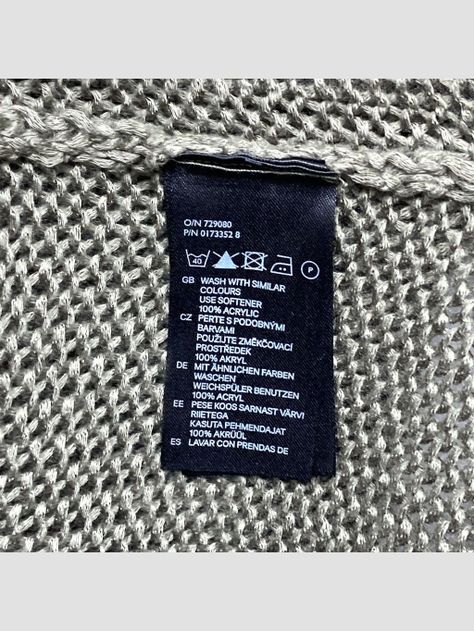 O/N 729080
P/N 0173352 8
40 P
GB WASH WITH SIMILAR
COLOURS
USE SOFTENER
100% ACRYLIC
CZ PERTE S PODOBNÝMI
BARVAMI
POUŽIJTE ZMĚKČOVACÍ
PROSTŘEDEK
100% AKRYL
DE MIT ÄHNLICHEN FARBEN
WASCHEN
WEICHSPÜLER BENUTZEN
100% ACRYL
EE PESE KOOS SARNAST VÄRVI
RIIETEGA
KASUTA PEHMENDAJAT
100% AKRÜÜL
ES LAVAR CON PRENDAS DE